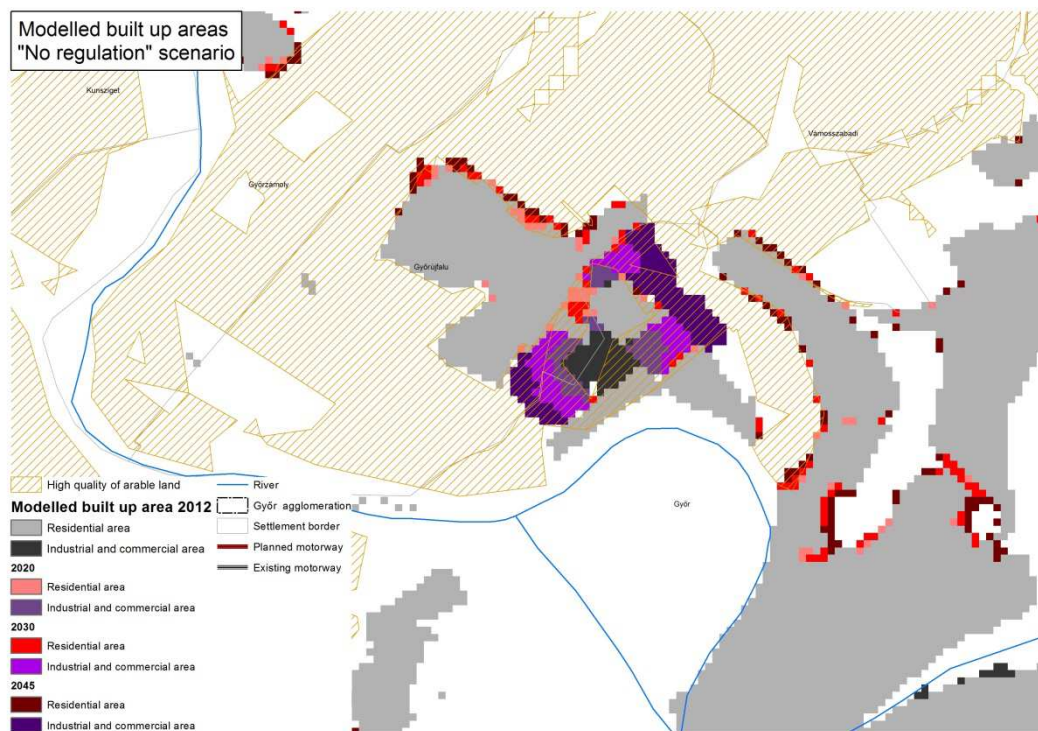 Modelled built up areas
"No regulation" scenario
Kunsziget
Várnosszabadi
Győrzámoly
Győrújfalu
Győr
High quality of arable land
Modelled built up area 2012
Residential area
Industrial and commercial area
2020
Residential area
Industrial and commercial area
2030
Residential area
Industrial and commercial area
2045
Residential area
Industrial and commercial area
River
Győr agglomeration
Settlement border
Planned motorway
Existing motorway